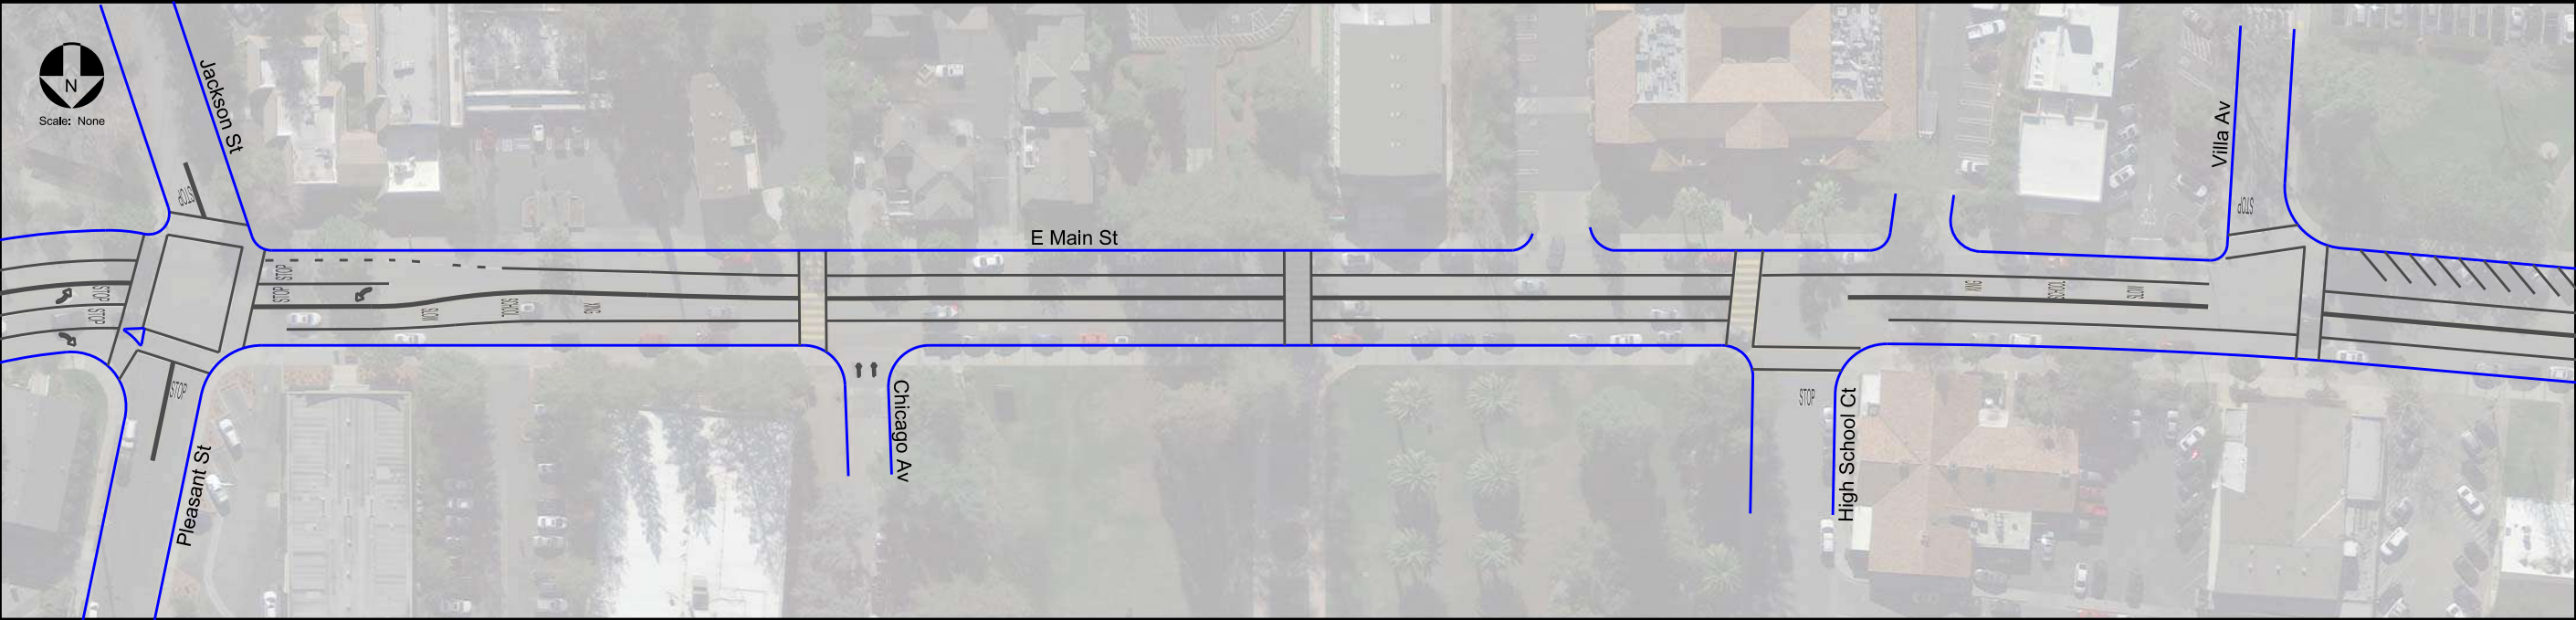 N
Scale: None
Jackson St
Villa Av
STOP
STOP
E Main St
STOP
STOP
STOP
STOP
SLOW
SCHOOL
XING
XING
SCHOOL
SLOW
STOP
STOP
Chicago Av
High School Ct
Pleasant St